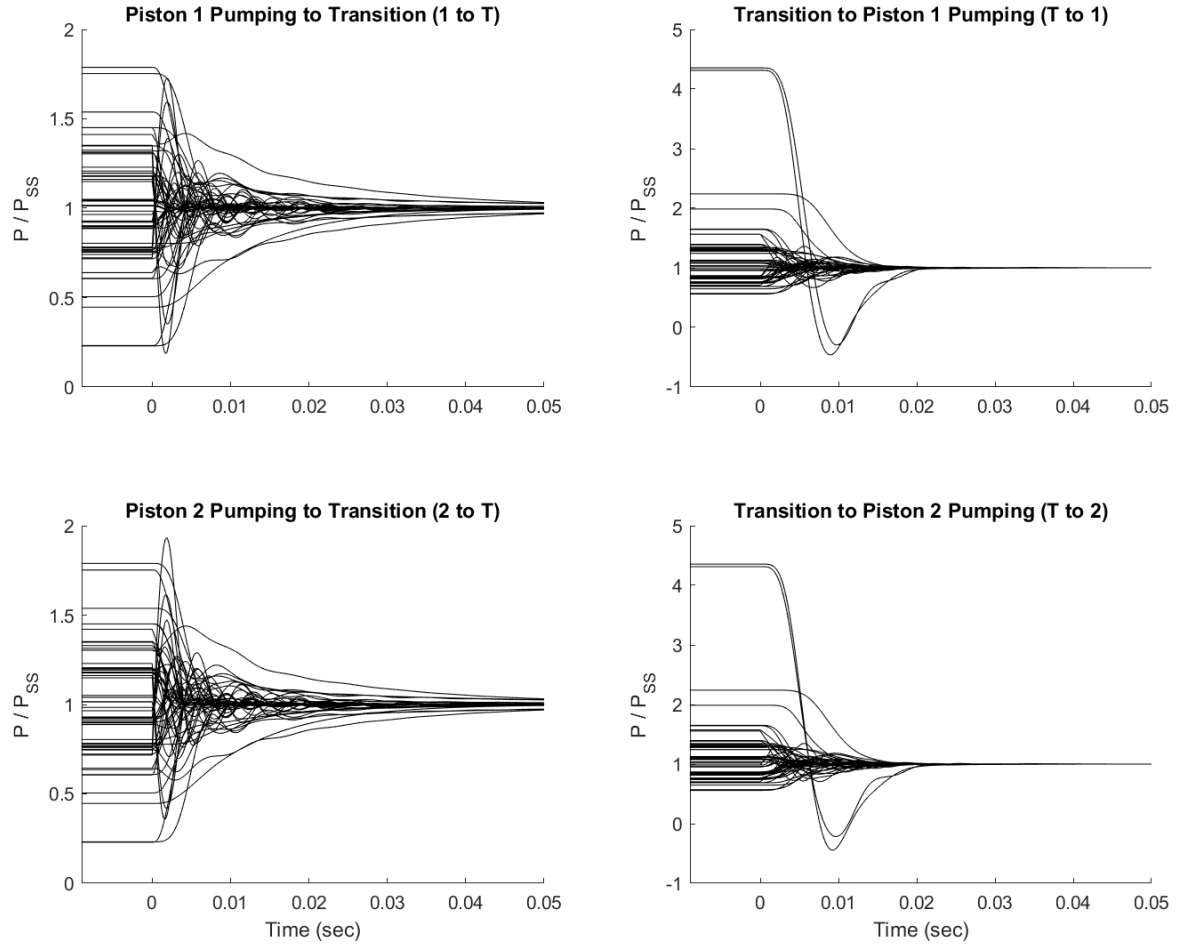 Piston 1 Pumping to Transition (1 to T)
2
1.5
1
0.5
0
P / PSS
0 0.01 0.02 0.03 0.04 0.05
Transition to Piston 1 Pumping (T to 1)
5
4
3
2
1
0
-1
P / PSS
0 0.01 0.02 0.03 0.04 0.05
Piston 2 Pumping to Transition (2 to T)
2
1.5
1
0.5
0
P / PSS
0 0.01 0.02 0.03 0.04 0.05
Time (sec)
Transition to Piston 2 Pumping (T to 2)
5
4
3
2
1
0
-1
P / PSS
0 0.01 0.02 0.03 0.04 0.05
Time (sec)